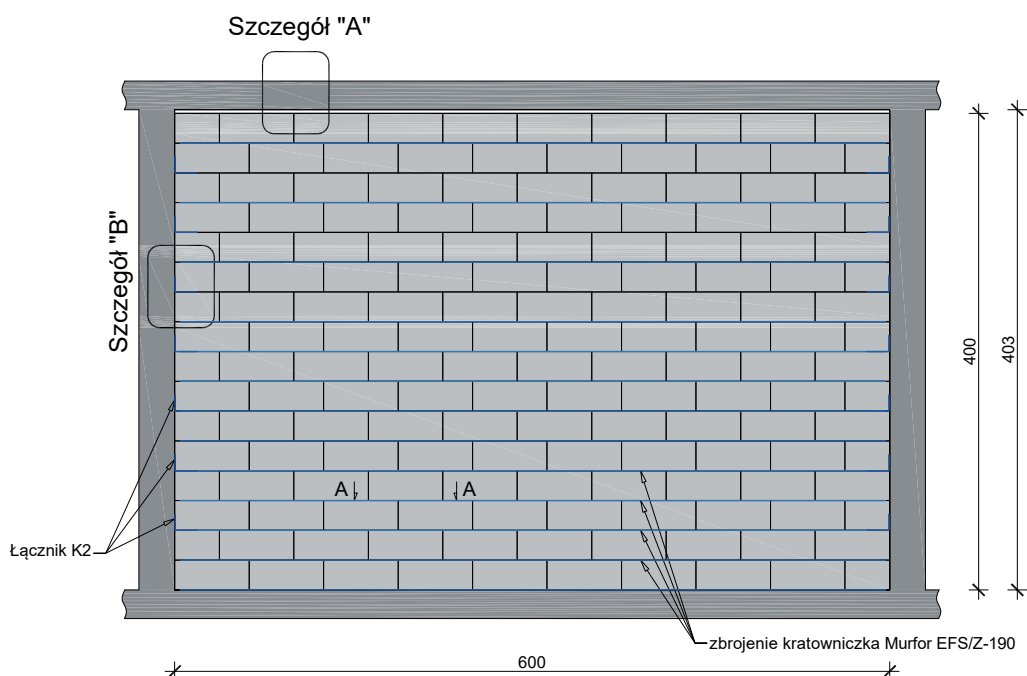 Szczegół "A"
Szczegół "B"
400
403
A
A
Łącznik K2
zbrojenie kratowniczka Murfor EFS/Z-190
600